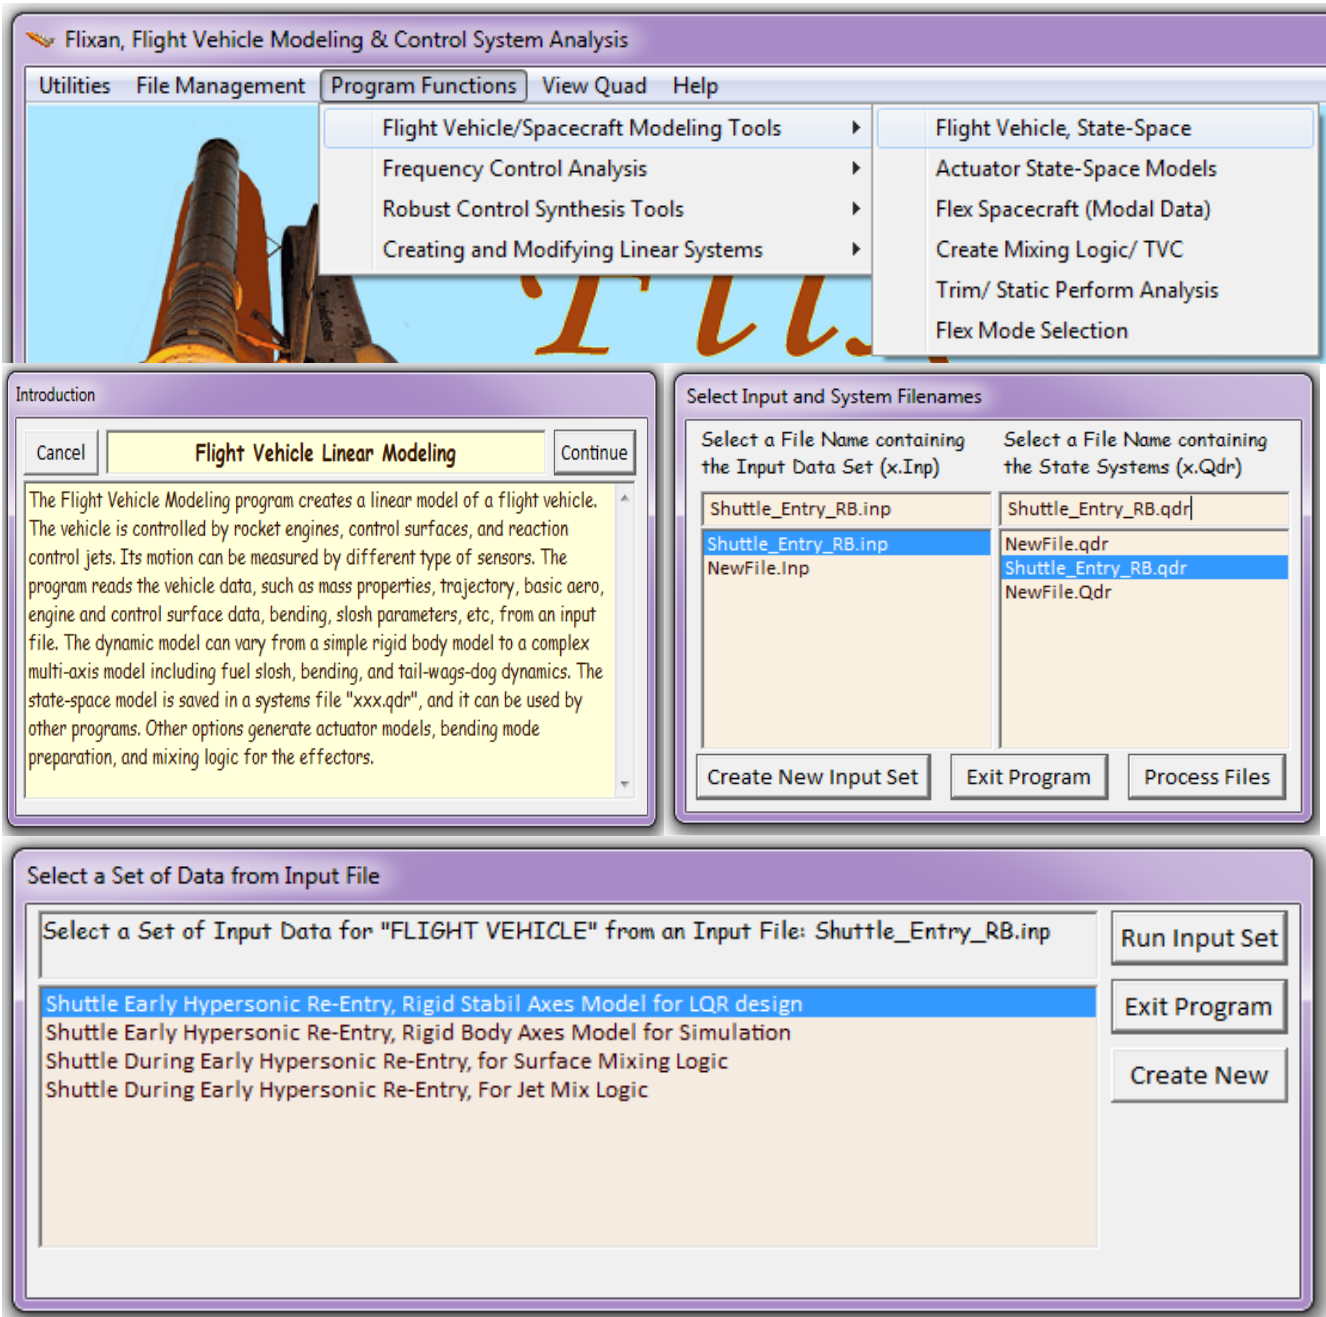 Flixan, Flight Vehicle Modeling & Control System Analysis
Utilities File Management Program Functions View Quad Help
Flight Vehicle/Spacecraft Modeling Tools
Frequency Control Analysis
Robust Control Synthesis Tools
Creating and Modifying Linear Systems
Flight Vehicle, State-Space
Actuator State-Space Models
Flex Spacecraft (Modal Data)
Create Mixing Logic/ TVC
Trim/ Static Perform Analysis
Flex Mode Selection
Introduction
Cancel
Flight Vehicle Linear Modeling
Continue
The Flight Vehicle Modeling program creates a linear model of a flight vehicle.
The vehicle is controlled by rocket engines, control surfaces, and reaction
control jets. Its motion can be measured by different type of sensors. The
program reads the vehicle data, such as mass properties, trajectory, basic aero,
engine and control surface data, bending, slosh parameters, etc, from an input
file. The dynamic model can vary from a simple rigid body model to a complex
multi-axis model including fuel slosh, bending, and tail-wags-dog dynamics. The
state-space model is saved in a systems file "xxx.qdr", and it can be used by
other programs. Other options generate actuator models, bending mode
preparation, and mixing logic for the effectors.
Select Input and System Filenames
Select a File Name containing
the Input Data Set (x.Inp)
Shuttle_Entry_RB.inp
Shuttle_Entry_RB.inp
NewFile.Inp
Select a File Name containing
the State Systems (x.Qdr)
Shuttle_Entry_RB.qdr
NewFile.qdr
Shuttle_Entry_RB.qdr
NewFile.Qdr
Create New Input Set
Exit Program
Process Files
Select a Set of Data from Input File
Select a Set of Input Data for "FLIGHT VEHICLE" from an Input File: Shuttle_Entry_RB.inp
Shuttle Early Hypersonic Re-Entry, Rigid Stabil Axes Model for LQR design
Shuttle Early Hypersonic Re-Entry, Rigid Body Axes Model for Simulation
Shuttle During Early Hypersonic Re-Entry, for Surface Mixing Logic
Shuttle During Early Hypersonic Re-Entry, For Jet Mix Logic
Run Input Set
Exit Program
Create New